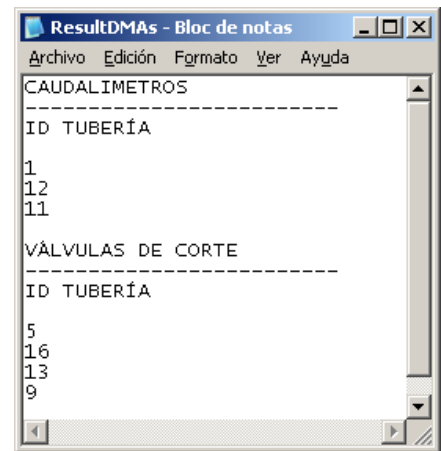 ResultDMAs - Bloc de notas
Archivo Edición Formato Ver Ayuda
CAUDALIMETROS
--------------------------
ID TUBERÍA
1
12
11
VÁLVULAS DE CORTE
--------------------------
ID TUBERÍA
5
16
13
9